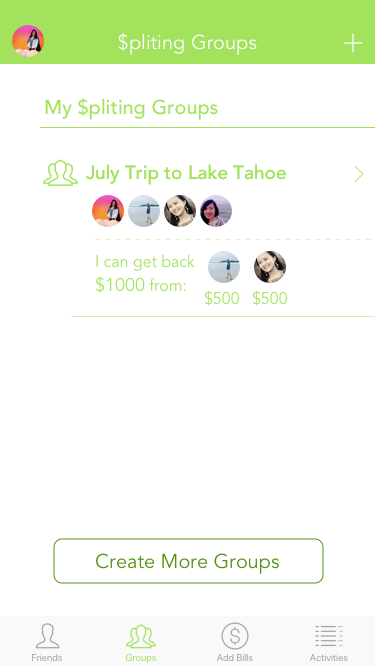 $pliting Groups
My $pliting Groups
July Trip to Lake Tahoe
I can get back
$1000 from:
$500 $500
Create More Groups
Friends Groups Add Bills Activities